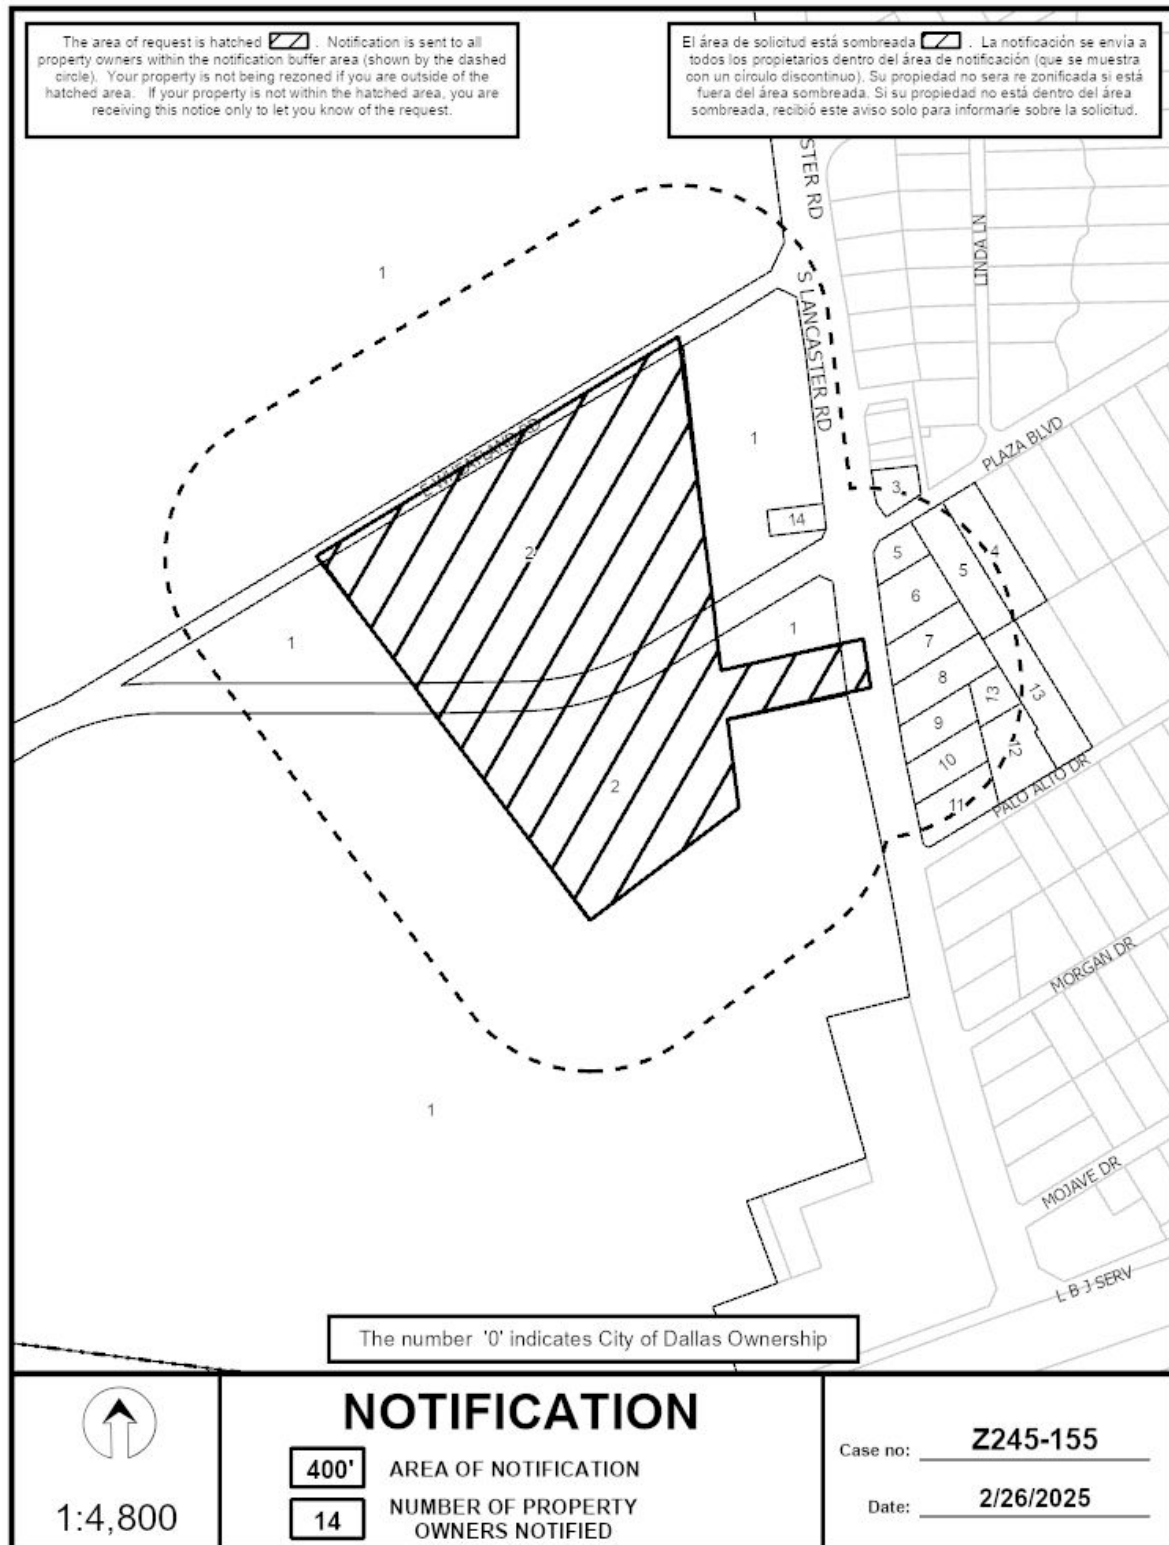 The area of request is hatched . Notification is sent to all
property owners within the notification buffer area (shown by the dashed
circle). Your property is not being rezoned if you are outside of the
hatched area. If your property is not within the hatched area, you are
receiving this notice only to let you know of the request.
El área de solicitud está sombreada . La notificación se envía a
todos los propietarios dentro del área de notificación (que se muestra
con un círculo discontinuo). Su propiedad no sera re zonificada si está
fuera del área sombreada. Si su propiedad no está dentro del área
sombreada, recibió este aviso solo para informarle sobre la solicitud.
STER RD
LINDA LN
1
S LANCASTER RD
E WHEATLAND RD
1
PLAZA BLVD
3
14
2
5
4
5
6
1
1
7
8
13
13
9
12
10
2
11
PALO ALTO DR
MORGAN DR
1
MOJAVE DR
L B J SERV
The number '0' indicates City of Dallas Ownership
1:4,800
NOTIFICATION
400' AREA OF NOTIFICATION
14 NUMBER OF PROPERTY
OWNERS NOTIFIED
Case no: Z245-155
Date: 2/26/2025